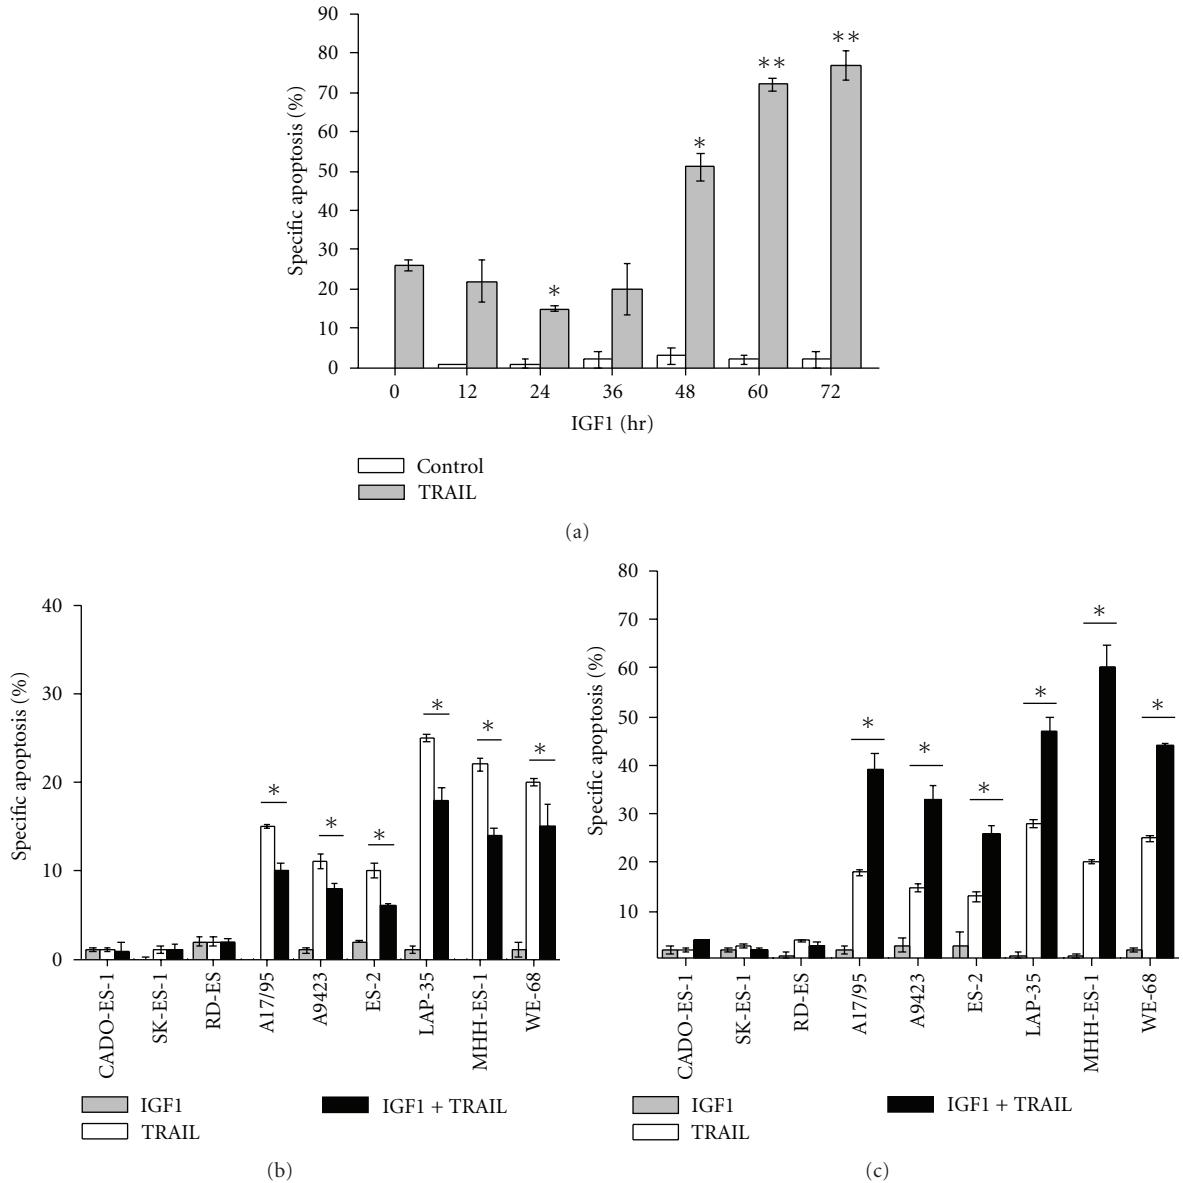 90
80
70
60
50
40
30
20
10
0
Specific apoptosis (%)
*
*
**
**
0 12 24 36 48 60 72
IGF1 (hr)
Control
TRAIL
(a)
40
30
20
10
0
Specific apoptosis (%)
* * * * * *
CADO-ES-1
SK-ES-1
RD-ES
A17/95
A9423
ES-2
LAP-35
MHH-ES-1
WE-68
IGF1
TRAIL
IGF1 + TRAIL
(b)
80
70
60
50
40
30
20
10
Specific apoptosis (%)
* * * * * *
CADO-ES-1
SK-ES-1
RD-ES
A17/95
A9423
ES-2
LAP-35
MHH-ES-1
WE-68
IGF1
TRAIL
IGF1 + TRAIL
(c)